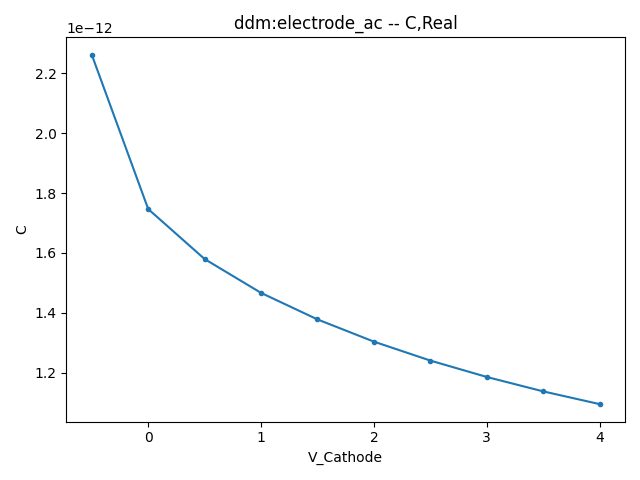 ddm:electrode_ac -- C,Real
1e−12
2.2
2.0
1.8
1.6
1.4
1.2
C
0
1
2
3
4
V_Cathode